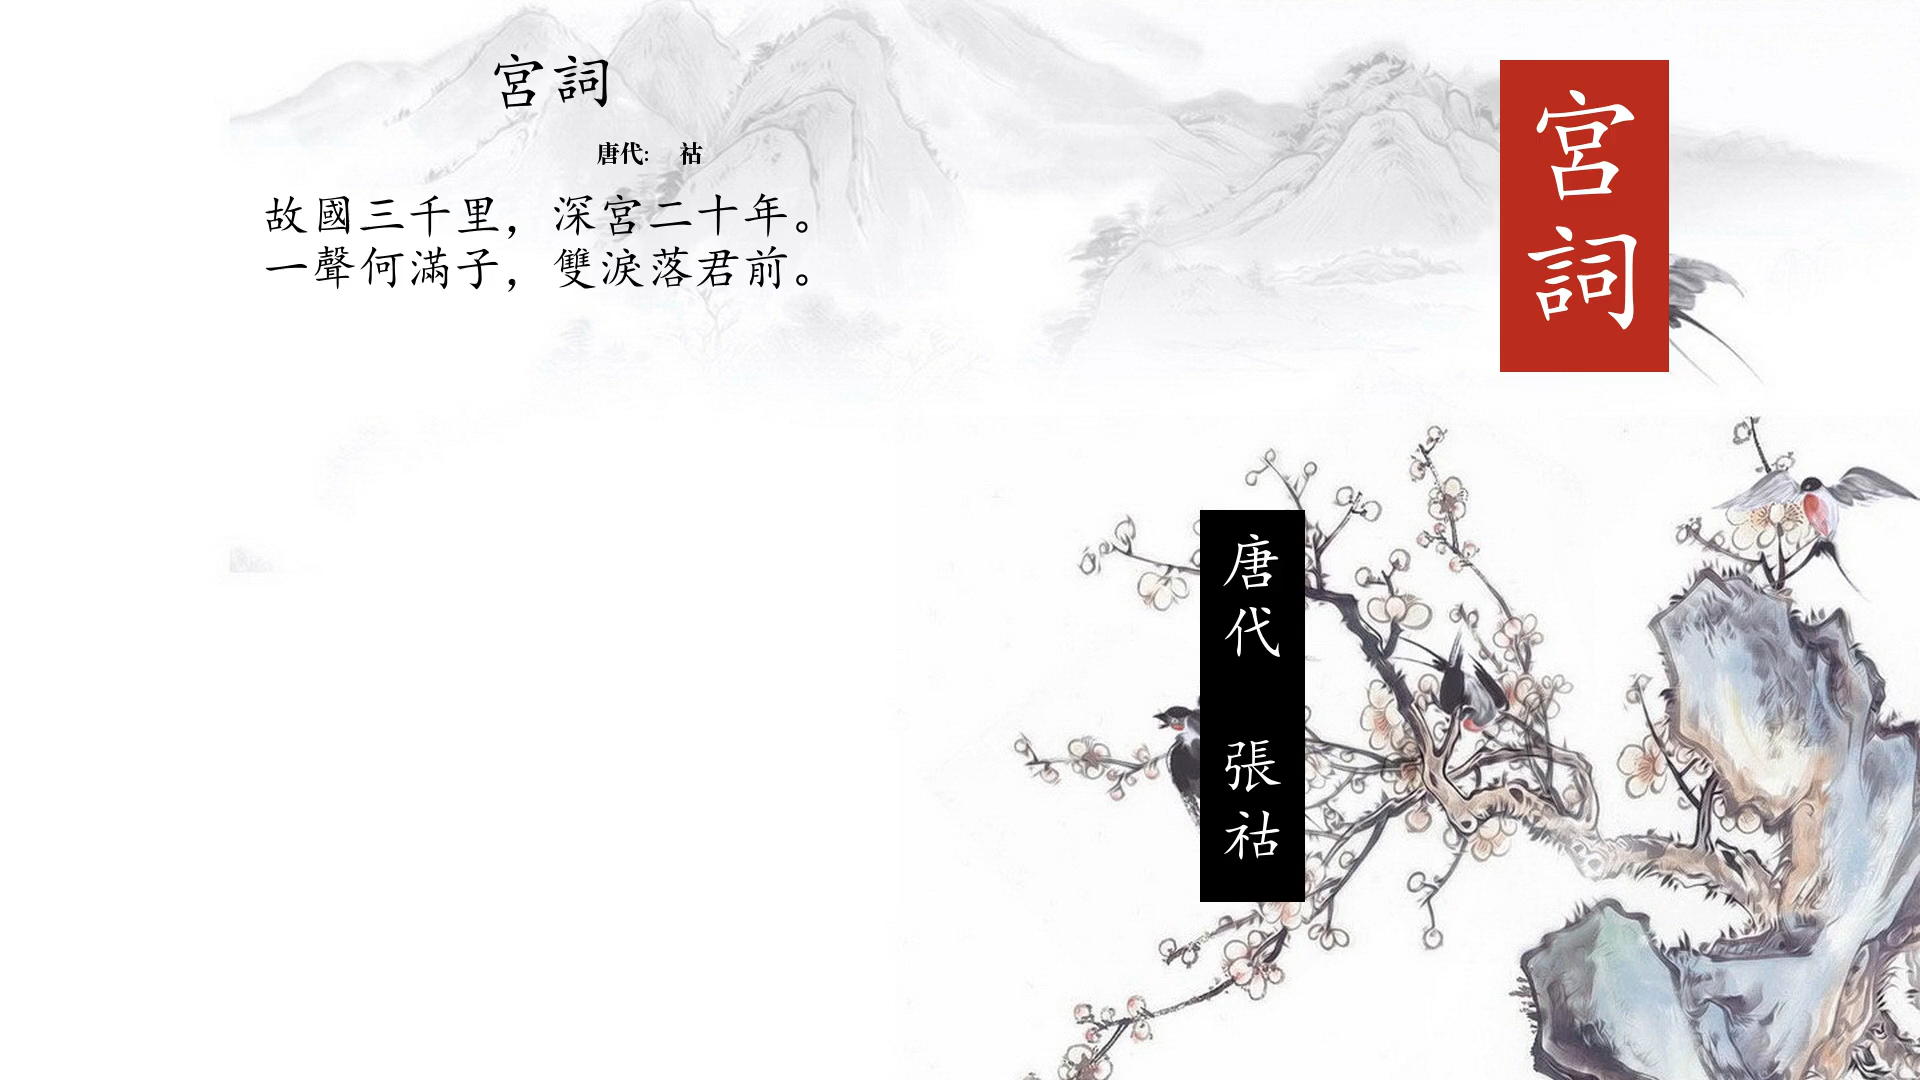 宮詞
唐代: 祜
故國三千里，深宮二十年。
一聲何滿子，雙淚落君前。
宮詞
唐代 張祜